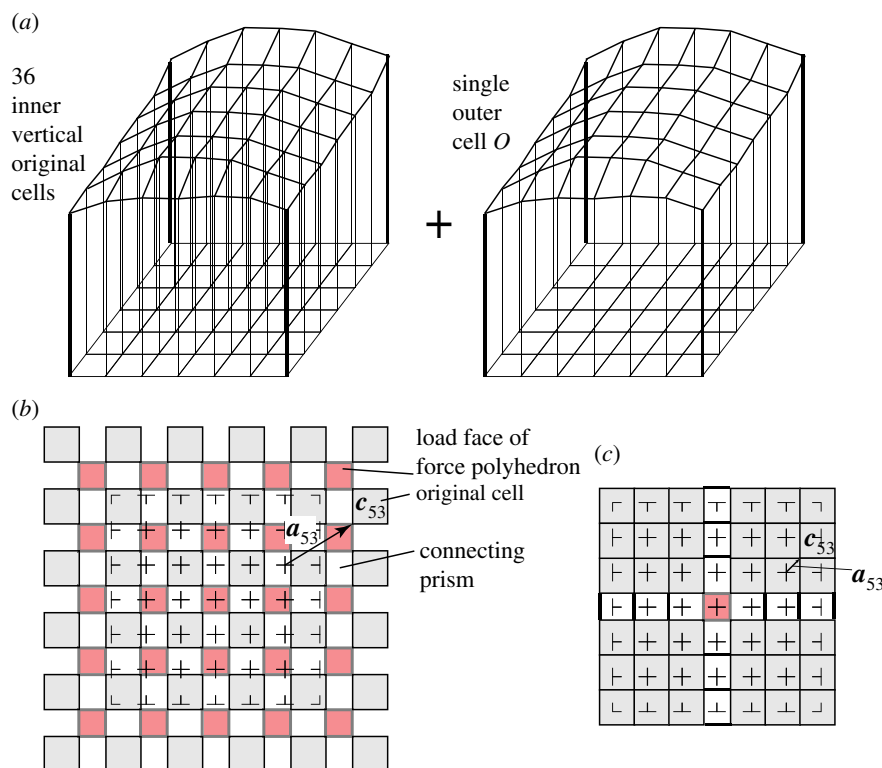 (a)
36
inner
vertical
original
cells
single
outer
cell O
+
(b)
load face of
force polyhedron
original cell
c53
a53
connecting
prism
(c)
c53
a53